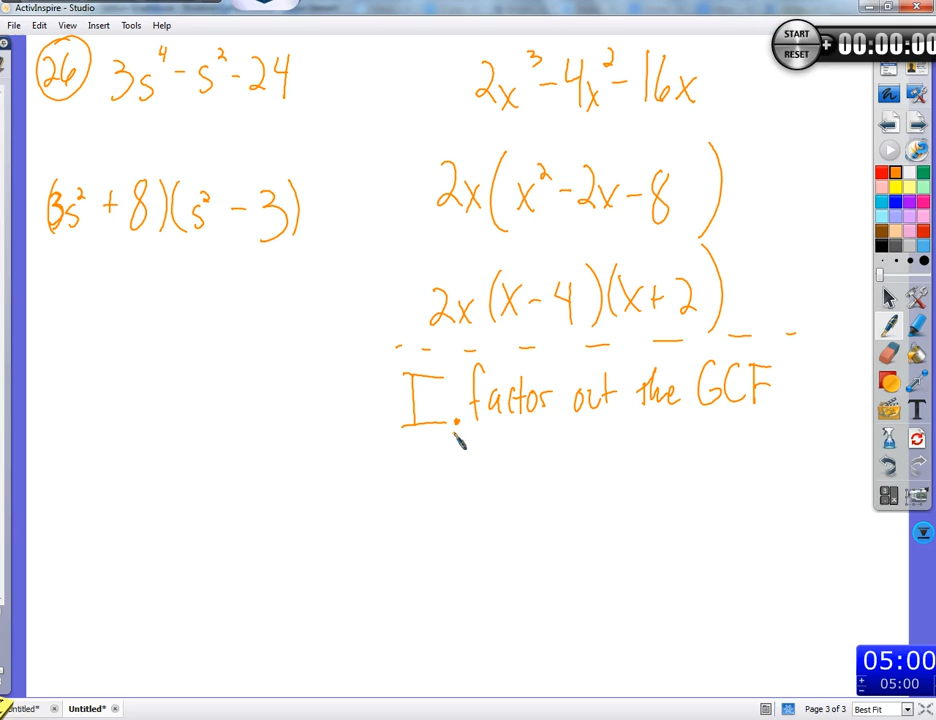 ActivInspire - Studio
File Edit View Insert Tools Help
START
RESET
00:00:00
26 3s⁴ - s² - 24
(3s² + 8)(s² - 3)
2x³ - 4x² - 16x
2x(x² - 2x - 8)
2x(x - 4)(x + 2)
I. factor out the GCF
05:00
05:00
ntitled* Untitled* Page 3 of 3 Best Fit